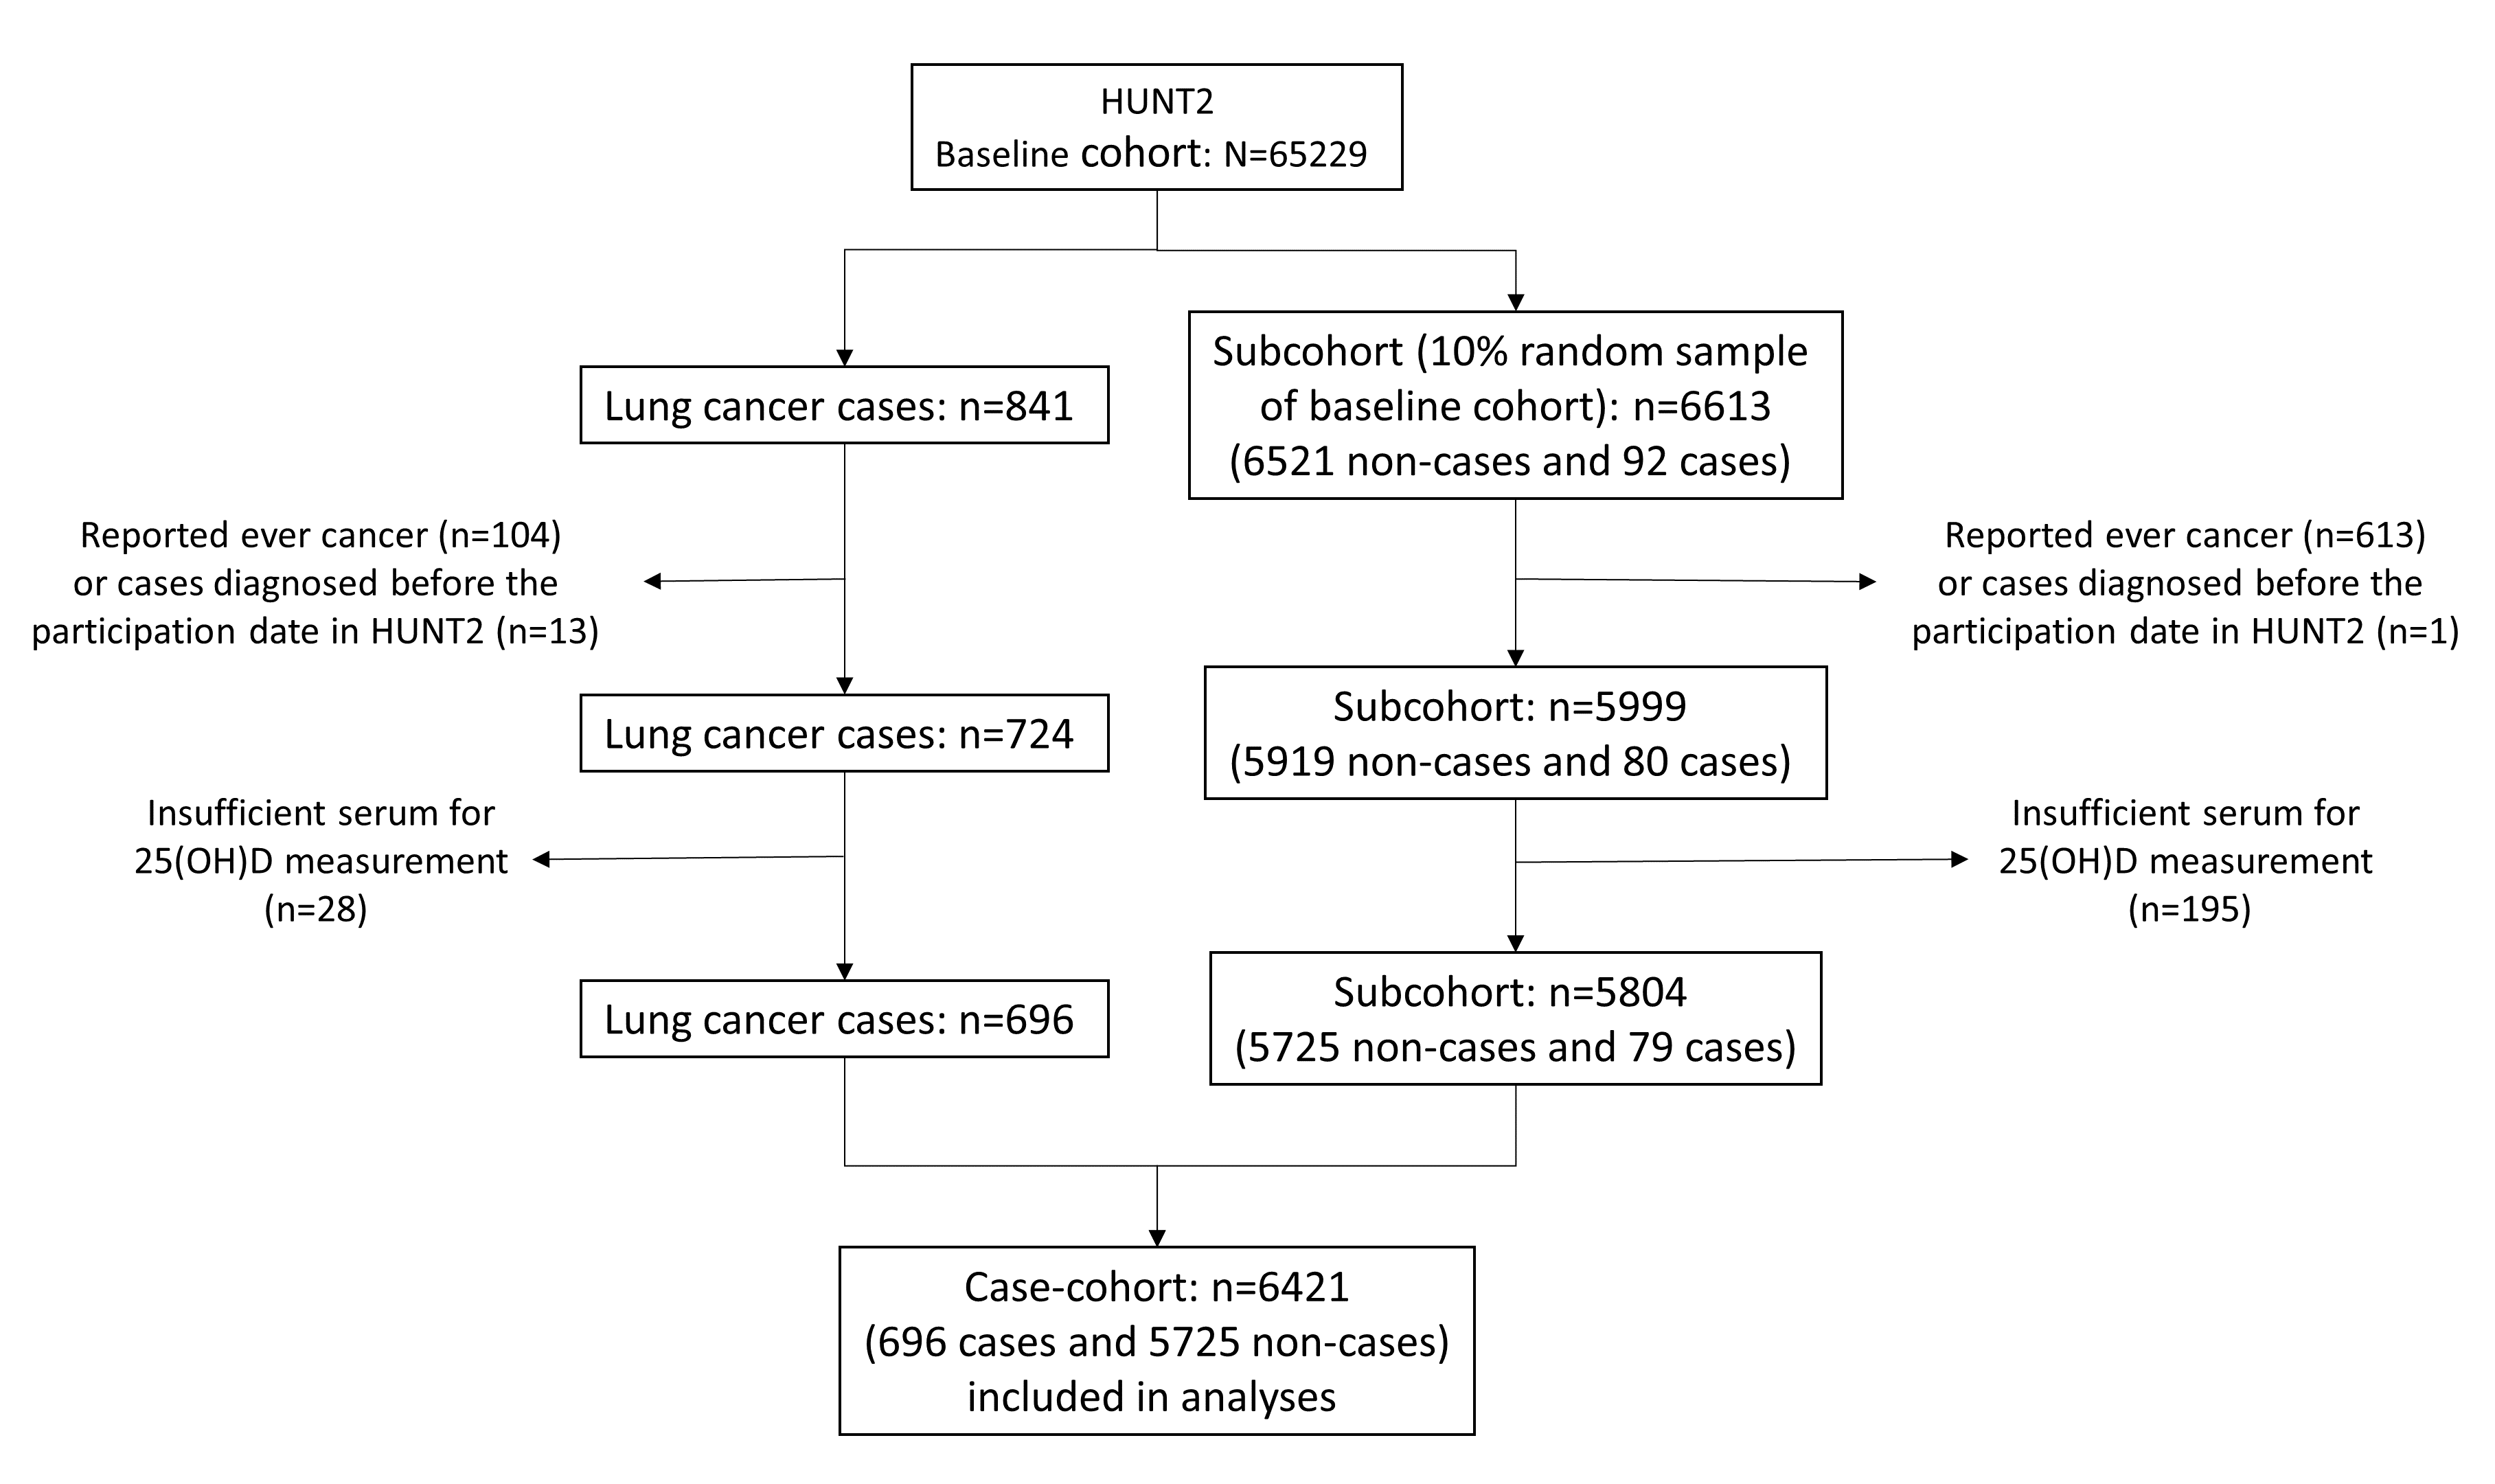 HUNT2
Baseline cohort: N=65229
Subcohort (10% random sample
of baseline cohort): n=6613
(6521 non-cases and 92 cases)
Lung cancer cases: n=841
Reported ever cancer (n=104)
or cases diagnosed before the
participation date in HUNT2 (n=13)
Reported ever cancer (n=613)
or cases diagnosed before the
participation date in HUNT2 (n=1)
Lung cancer cases: n=724
Subcohort: n=5999
(5919 non-cases and 80 cases)
Insufficient serum for
25(OH)D measurement
(n=28)
Insufficient serum for
25(OH)D measurement
(n=195)
Lung cancer cases: n=696
Subcohort: n=5804
(5725 non-cases and 79 cases)
Case-cohort: n=6421
(696 cases and 5725 non-cases)
included in analyses